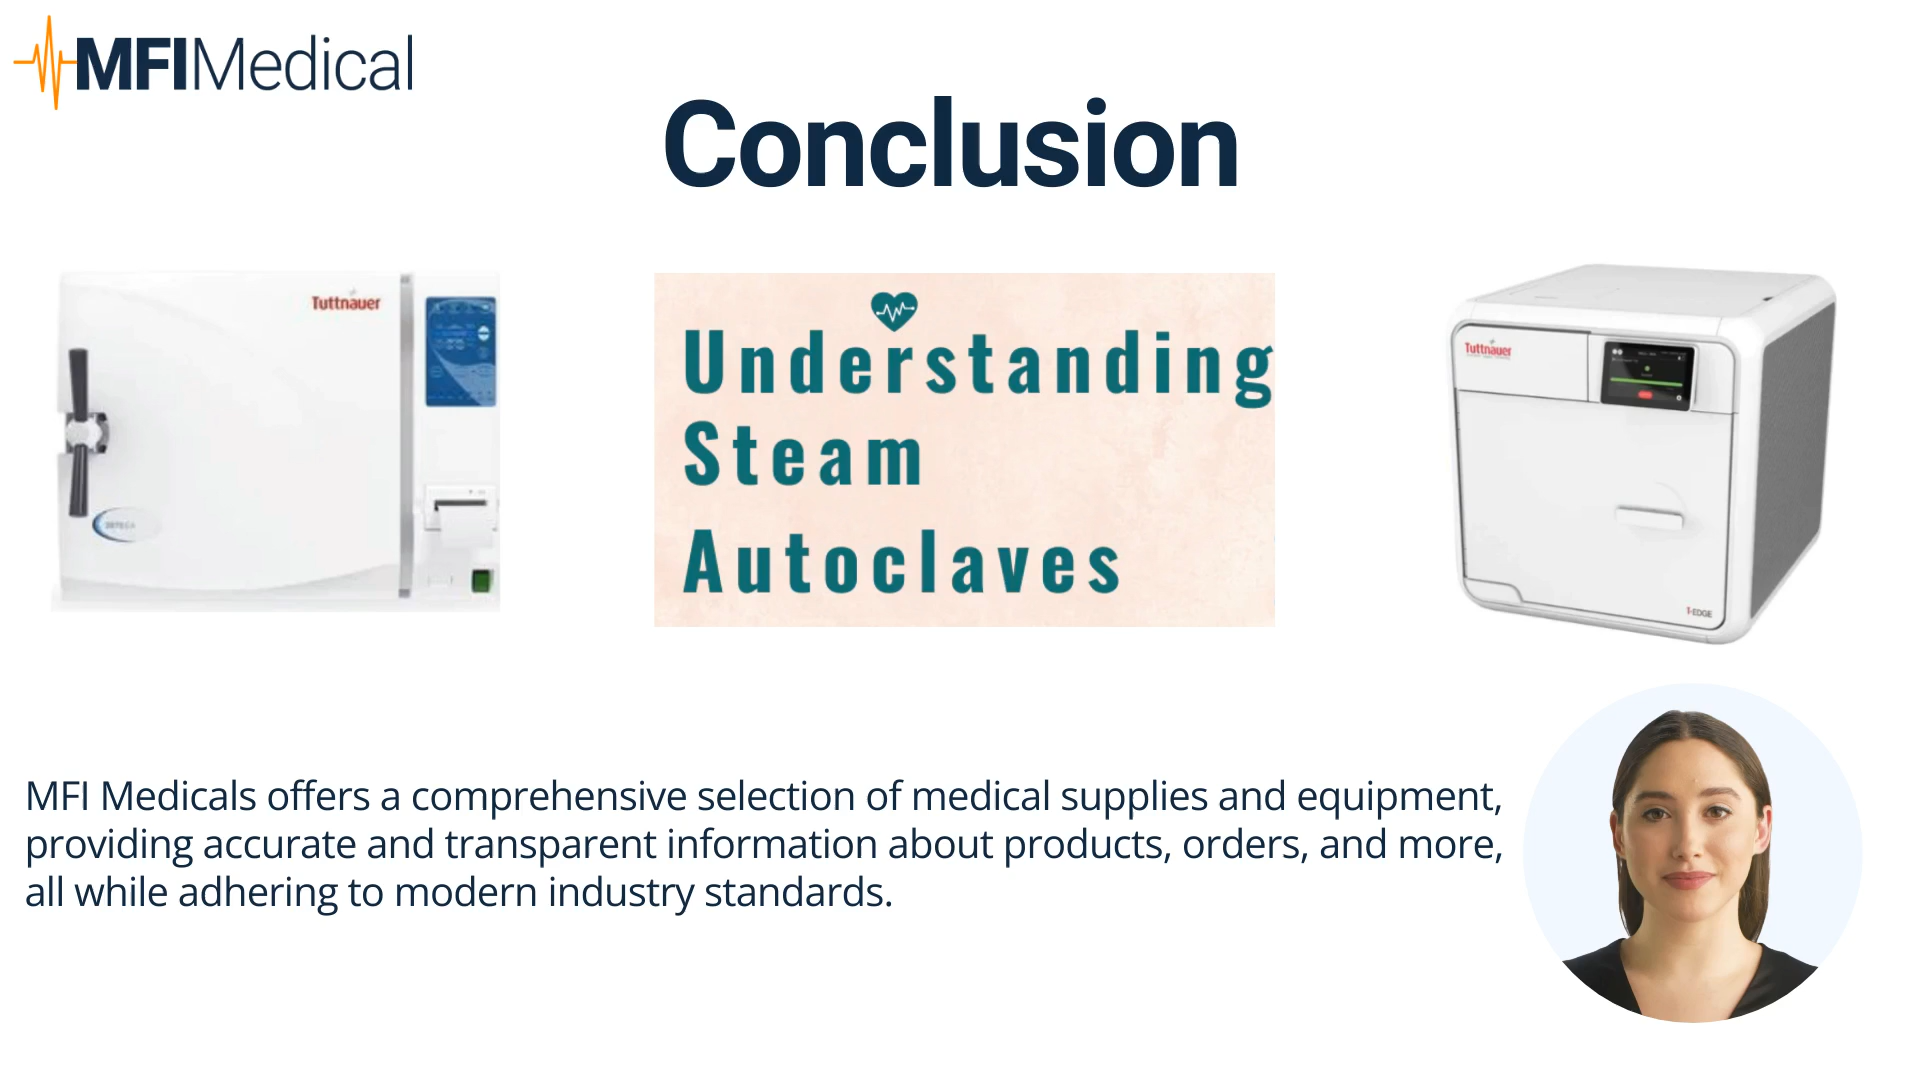 MFIMedical
Conclusion
Tuttnauer
Understanding
Steam
Autoclaves
Tuttnauer
T-EDGE
MFI Medicals offers a comprehensive selection of medical supplies and equipment,
providing accurate and transparent information about products, orders, and more,
all while adhering to modern industry standards.